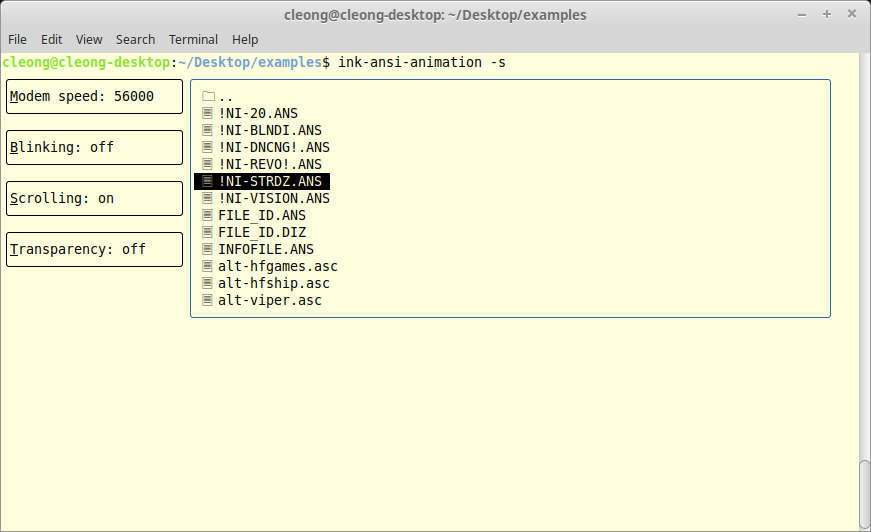 cleong@cleong-desktop: ~/Desktop/examples
File Edit View Search Terminal Help
cleong@cleong-desktop:~/Desktop/examples$ ink-ansi-animation -s
Modem speed: 56000
Blinking: off
Scrolling: on
Transparency: off
..
!NI-20.ANS
!NI-BLNDI.ANS
!NI-DNCNG!.ANS
!NI-REVO!.ANS
!NI-STRDZ.ANS
!NI-VISION.ANS
FILE_ID.ANS
FILE_ID.DIZ
INFOFILE.ANS
alt-hfgames.asc
alt-hfship.asc
alt-viper.asc